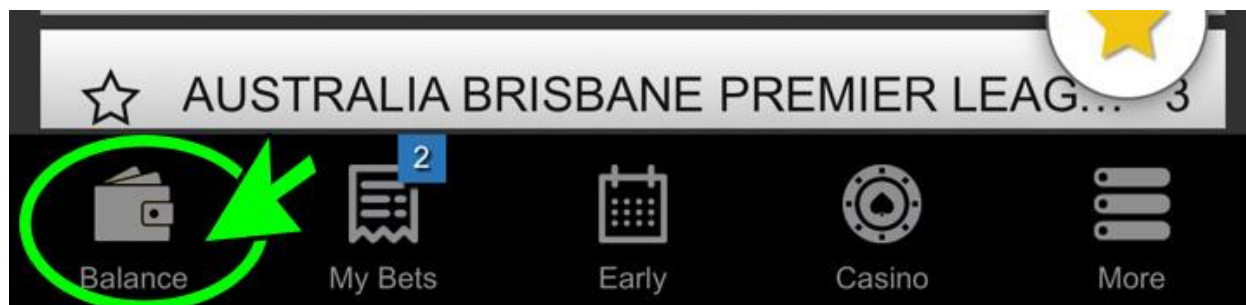 AUSTRALIA BRISBANE PREMIER LEAG... 3
2
Balance My Bets Early Casino More